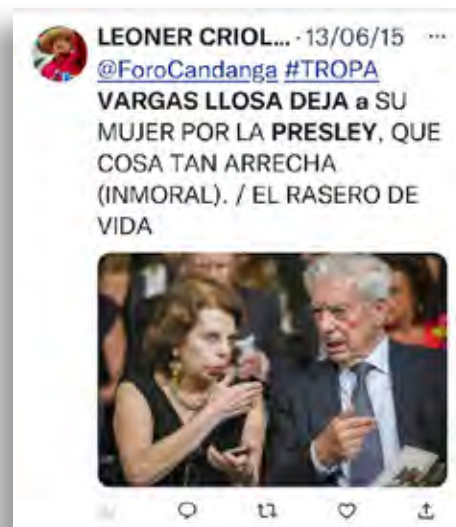 LEONER CRIOL... · 13/06/15 ...
@ForoCandanga #TROPA
VARGAS LLOSA DEJA a SU
MUJER POR LA PRESLEY, QUE
COSA TAN ARRECHA
(INMORAL). / EL RASERO DE
VIDA